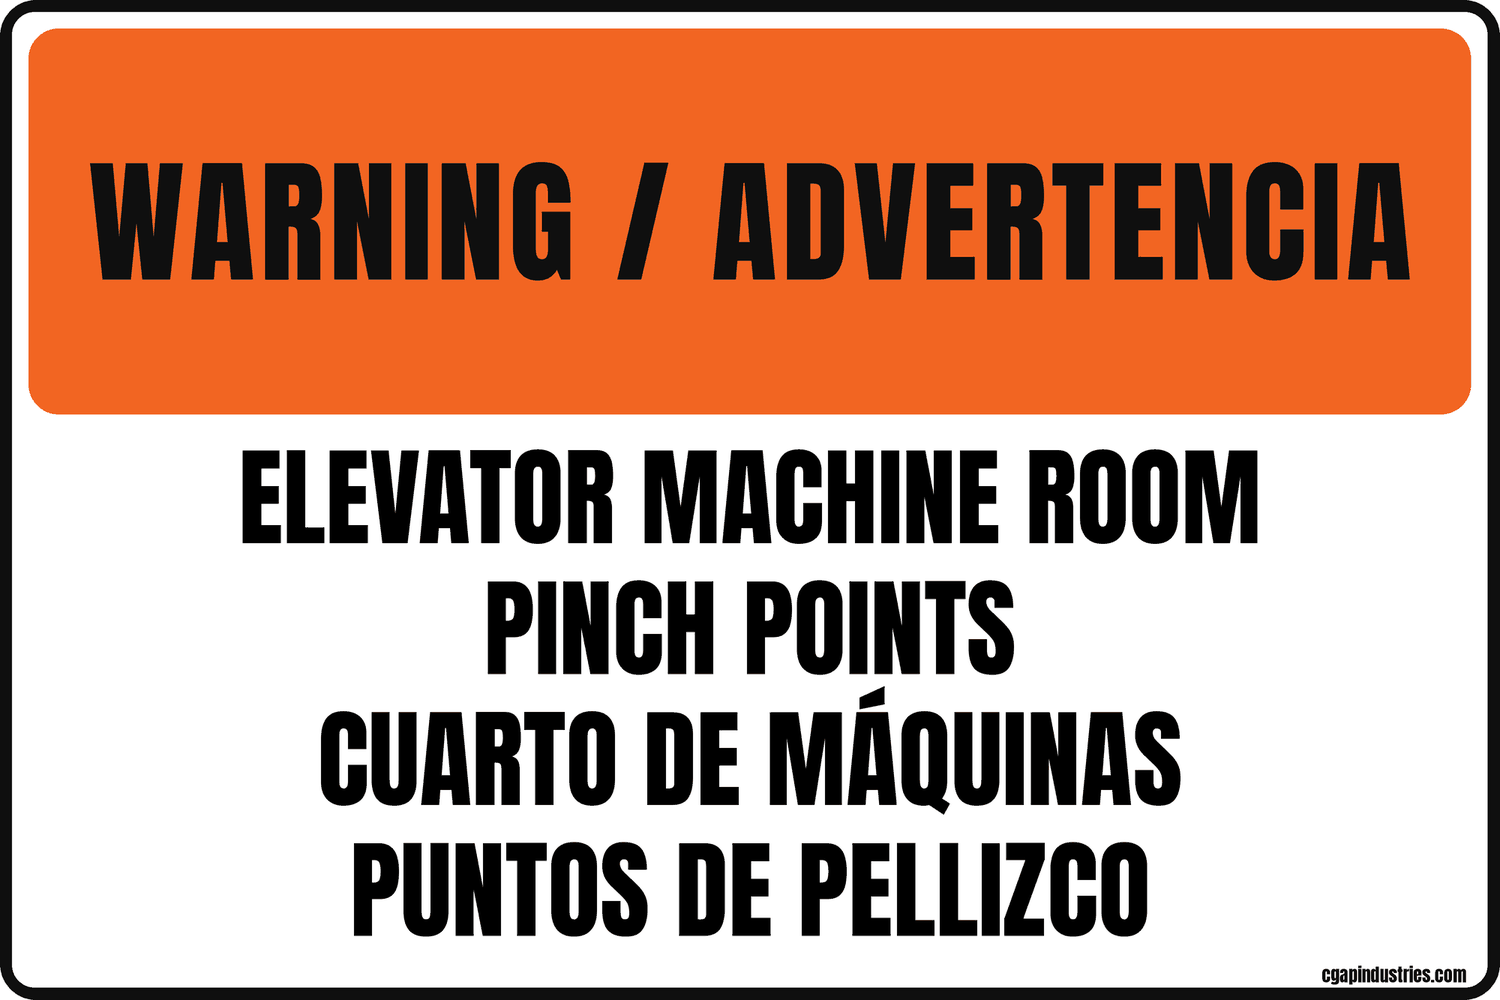 WARNING / ADVERTENCIA
ELEVATOR MACHINE ROOM
PINCH POINTS
CUARTO DE MÁQUINAS
PUNTOS DE PELLIZCO
cgapindustries.com